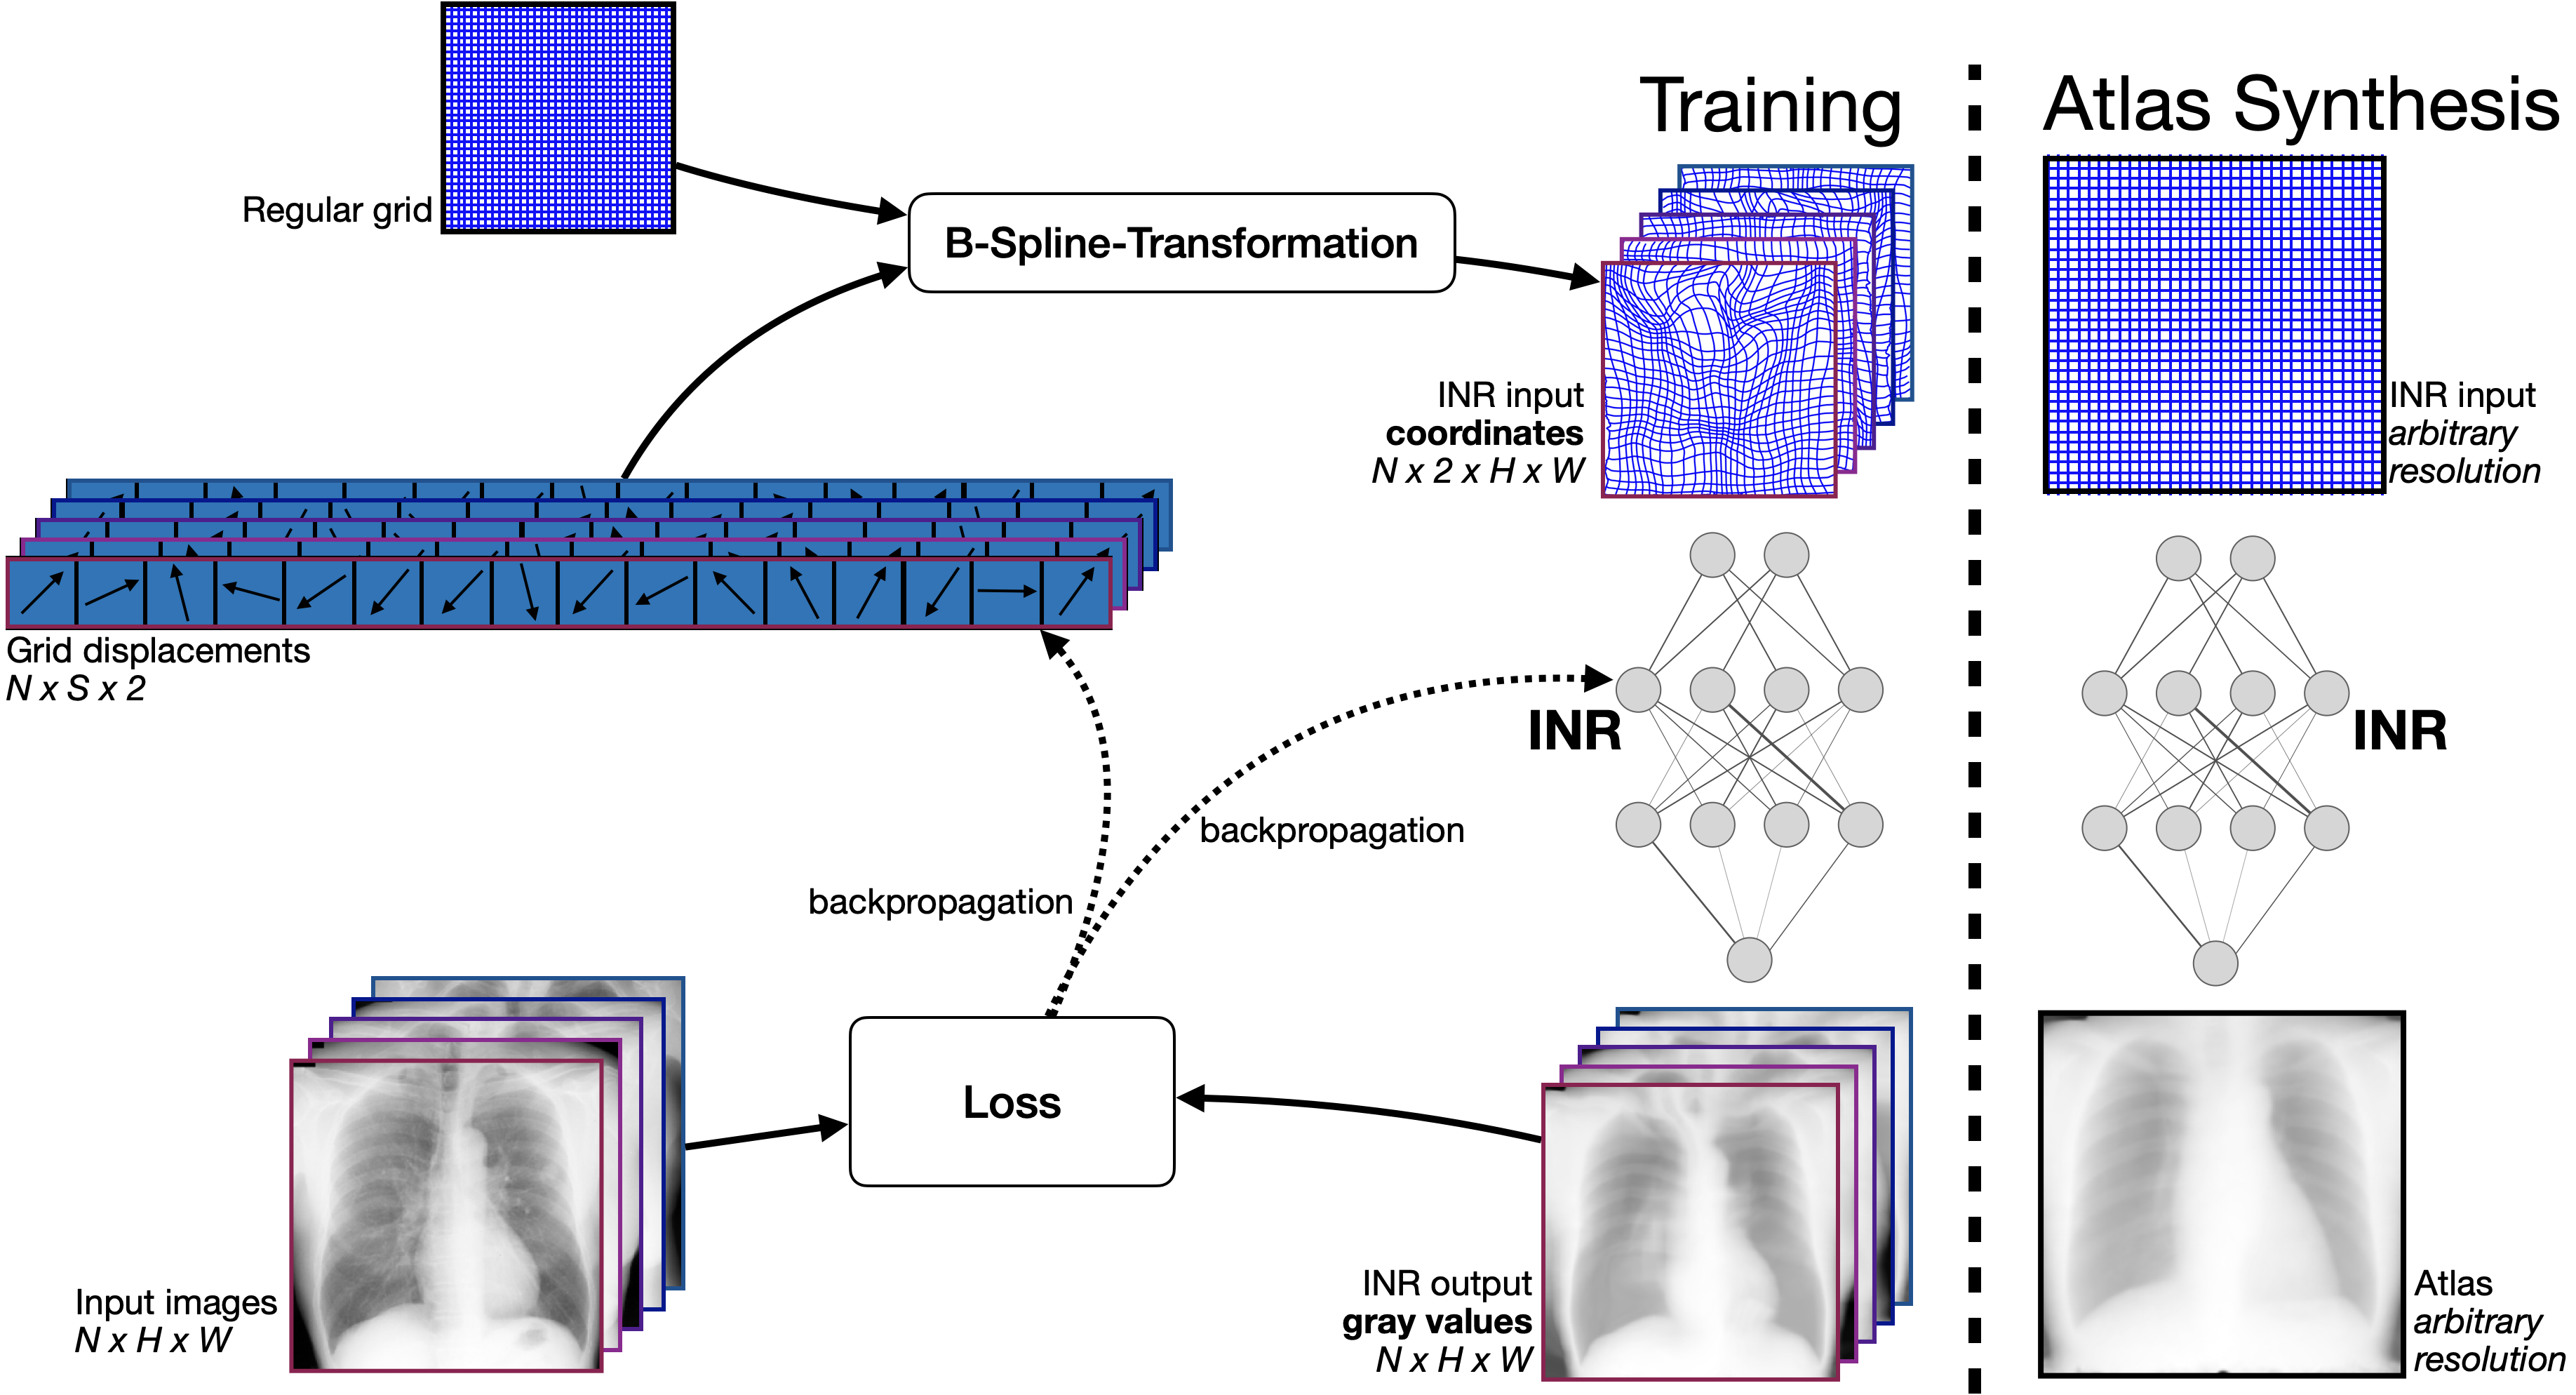 Training
Atlas Synthesis
Regular grid
B-Spline-Transformation
INR input
coordinates
N x 2 x H x W
INR input
arbitrary
resolution
Grid displacements
N x S x 2
INR
INR
backpropagation
backpropagation
Loss
Input images
N x H x W
INR output
gray values
N x H x W
Atlas
arbitrary
resolution